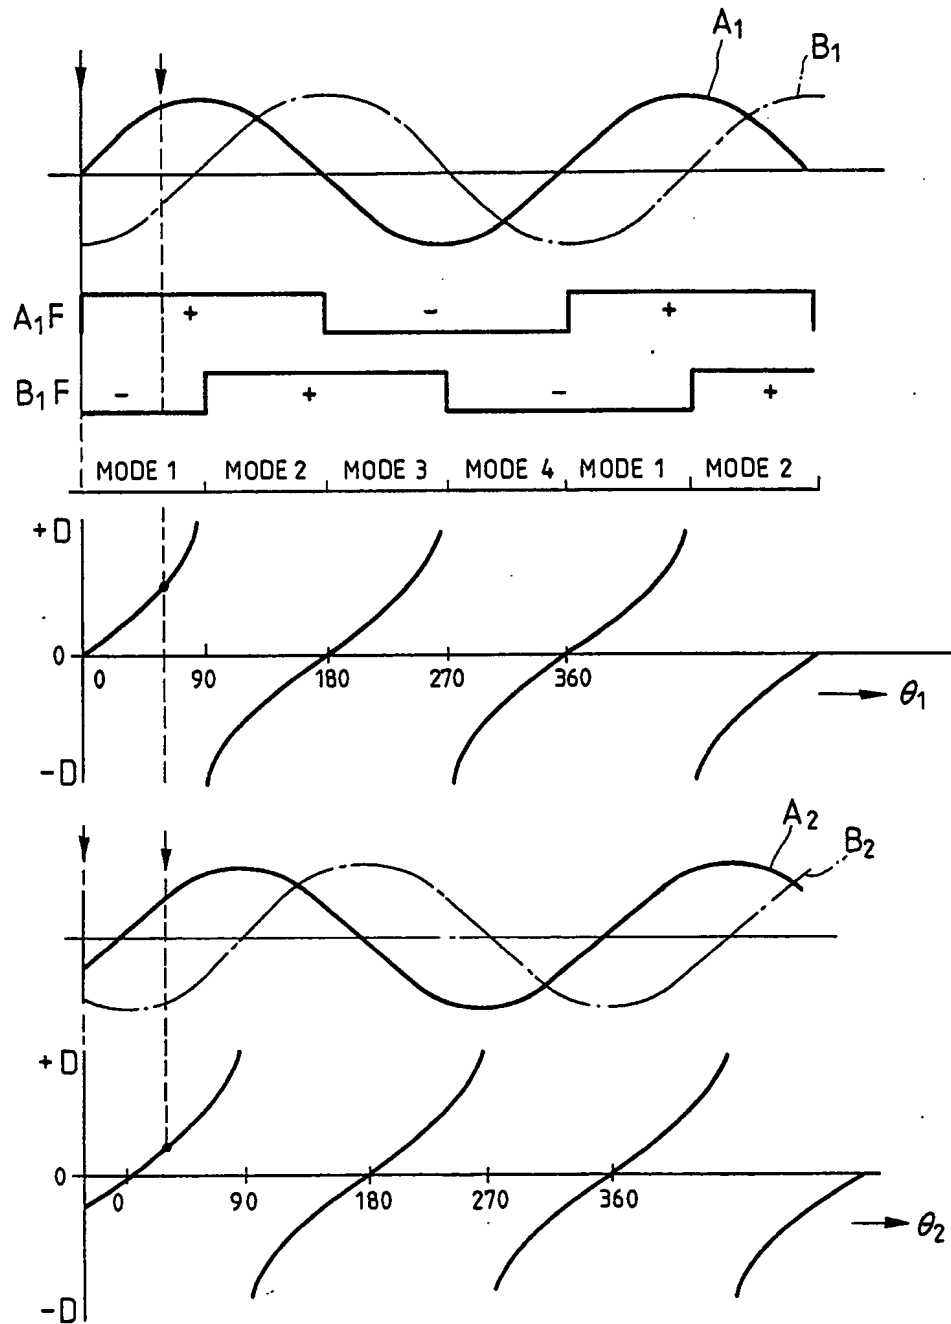 A1
B1
A1F
+ - +
B1F
- + - +
MODE 1 MODE 2 MODE 3 MODE 4 MODE 1 MODE 2
+D
0
0 90 180 270 360
θ1
-D
A2
B2
+D
0
0 90 180 270 360
θ2
-D